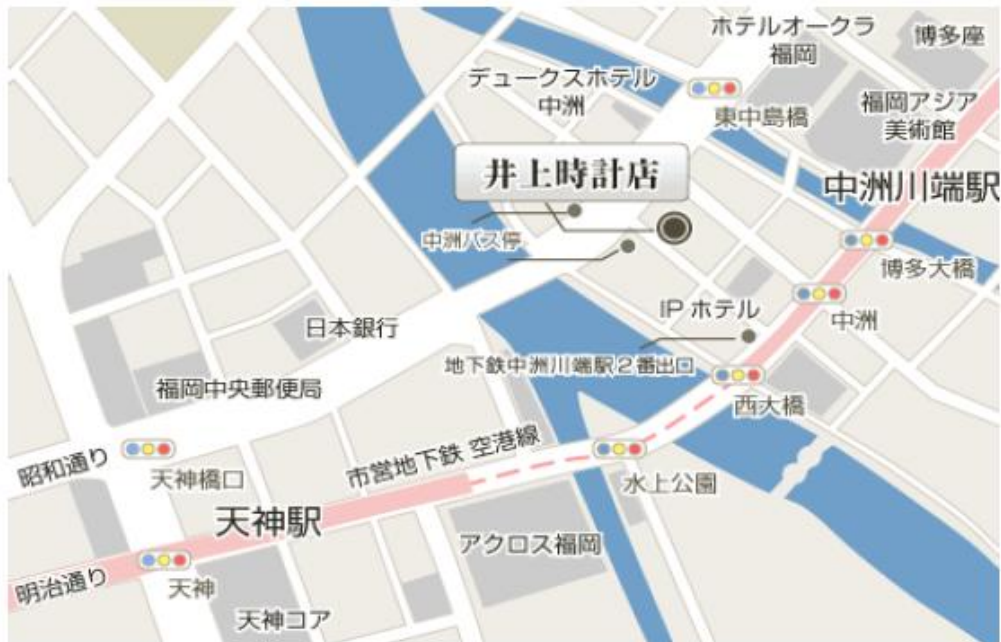 ホテルオークラ
福岡
博多座
デュークスホテル
中洲
東中島橋
福岡アジア
美術館
井上時計店
中洲川端駅
中洲バス停
博多大橋
IP ホテル
中洲
日本銀行
地下鉄中洲川端駅2番出口
福岡中央郵便局
西大橋
昭和通り
天神橋口
市営地下鉄 空港線
水上公園
天神駅
アクロス福岡
明治通り
天神
天神コア